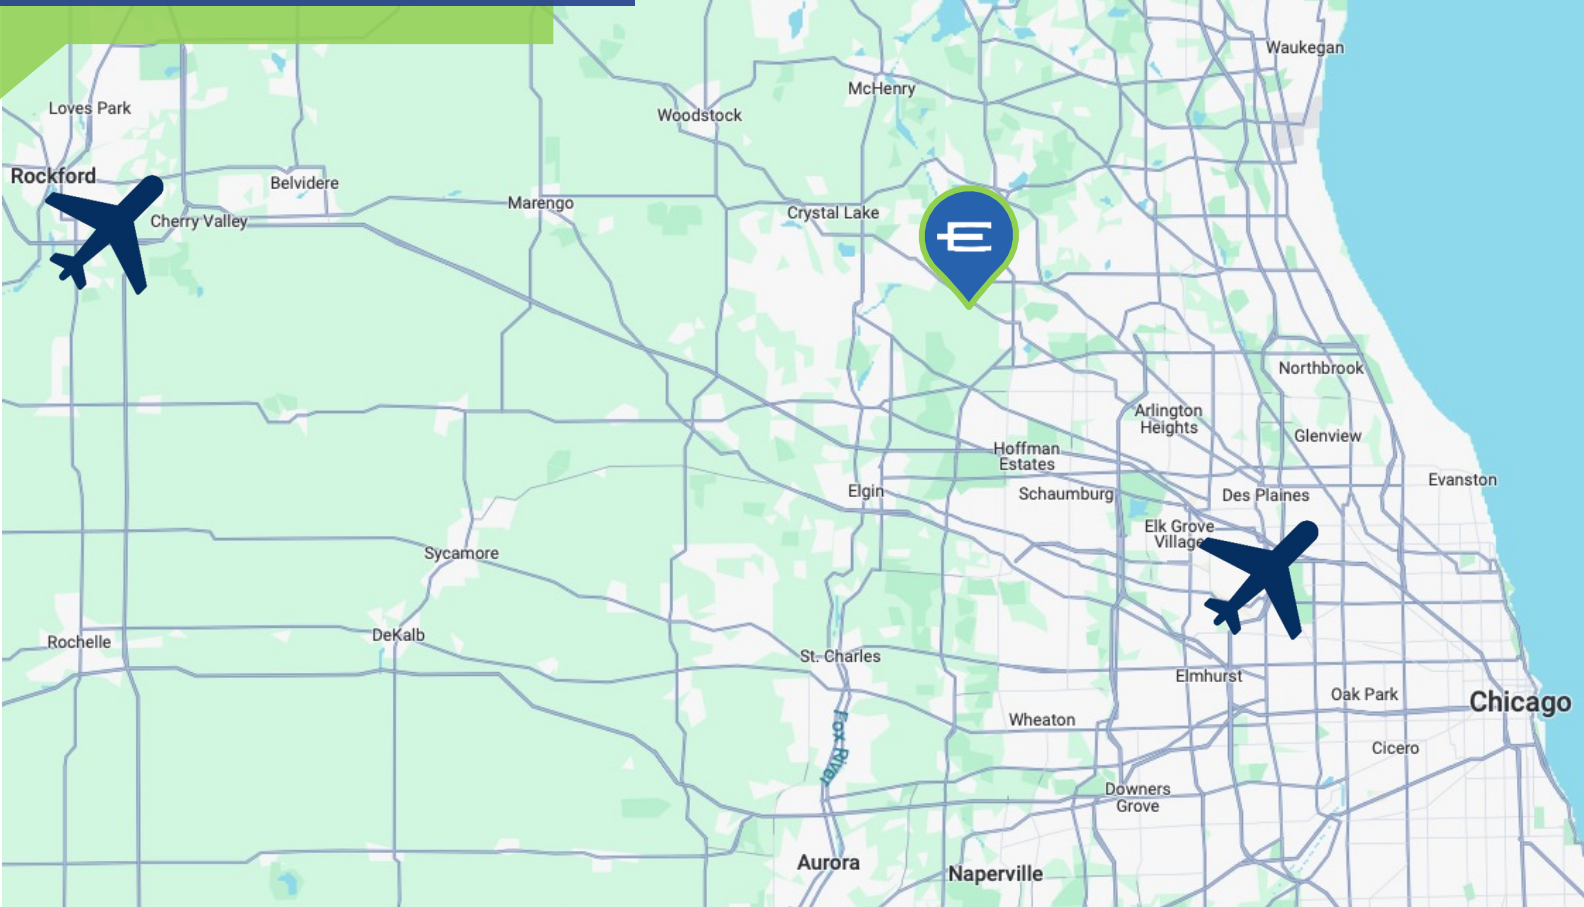 Waukegan
McHenry
Loves Park
Woodstock
Rockford
Belvidere
Marengo
Crystal Lake
Cherry Valley
E
Northbrook
Arlington
Heights
Glenview
Hoffman
Estates
Evanston
Elgin
Schaumburg
Des Plaines
Elk Grove
Village
Sycamore
DeKalb
Rochelle
St. Charles
Elmhurst
Oak Park
Chicago
Wheaton
Fox River
Cicero
Downers
Grove
Aurora
Naperville